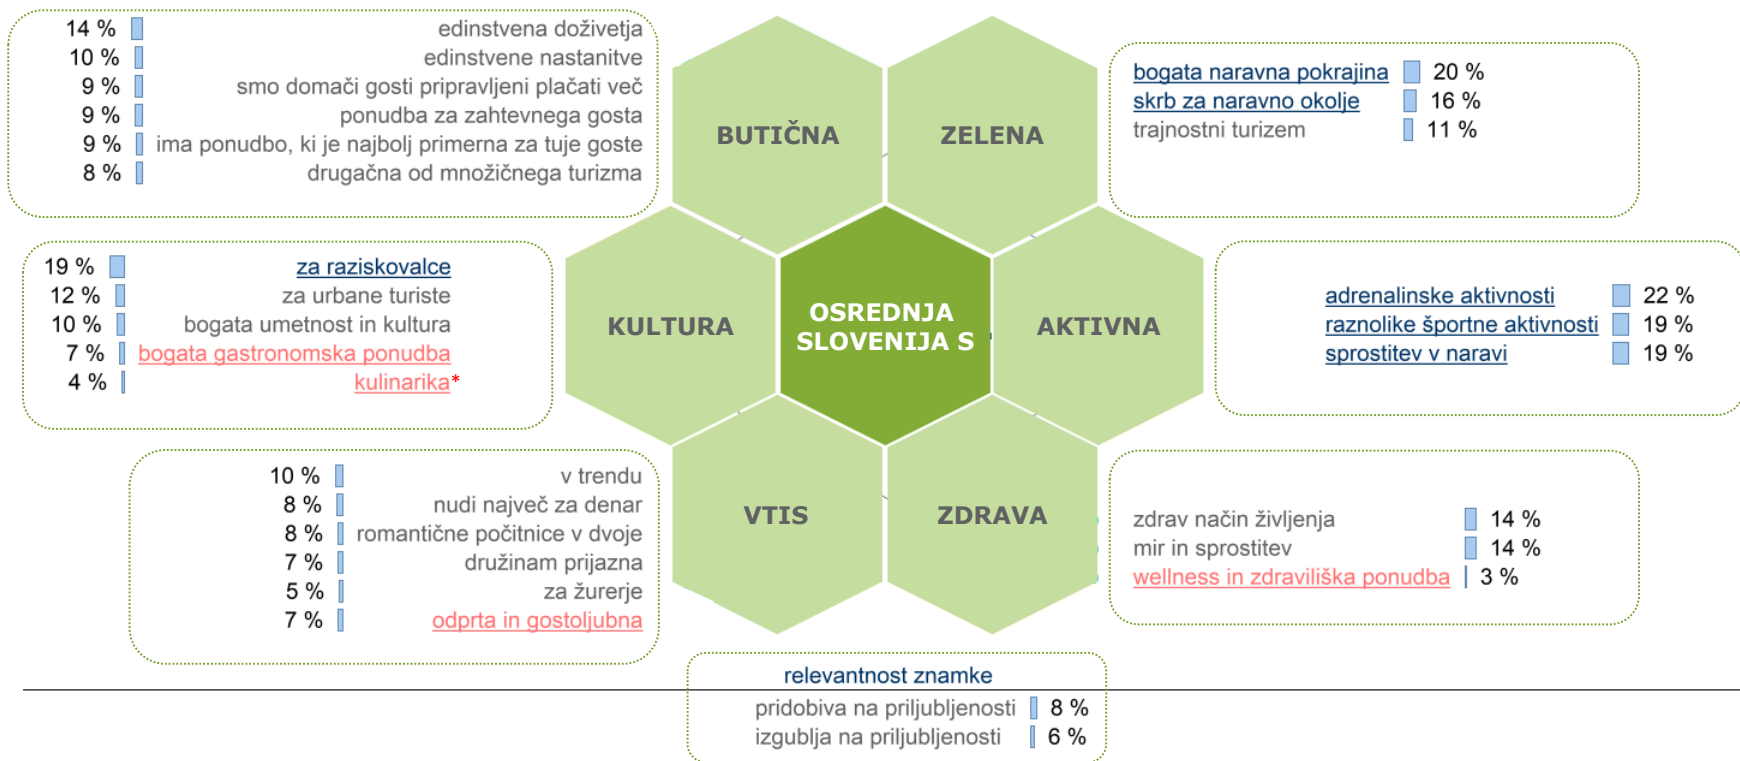 14 % edinstvena doživetja
10 % edinstvene nastanitve
9 % smo domači gosti pripravljeni plačati več
9 % ponudba za zahtevnega gosta
9 % ima ponudbo, ki je najbolj primerna za tuje goste
8 % drugačna od množičnega turizma
BUTIČNA
ZELENA
bogata naravna pokrajina 20 %
skrb za naravno okolje 16 %
trajnostni turizem 11 %
19 % za raziskovalce
12 % za urbane turiste
10 % bogata umetnost in kultura
7 % bogata gastronomska ponudba
4 % kulinarika*
KULTURA
OSREDNJA
SLOVENIJA S
AKTIVNA
adrenalinske aktivnosti 22 %
raznolike športne aktivnosti 19 %
sprostitev v naravi 19 %
10 % v trendu
8 % nudi največ za denar
8 % romantične počitnice v dvoje
7 % družinam prijazna
5 % za žurerje
7 % odprta in gostoljubna
VTIS
ZDRAVA
zdrav način življenja 14 %
mir in sprostitev 14 %
wellness in zdraviliška ponudba 3 %
relevantnost znamke
pridobiva na priljubljenosti 8 %
izgublja na priljubljenosti 6 %